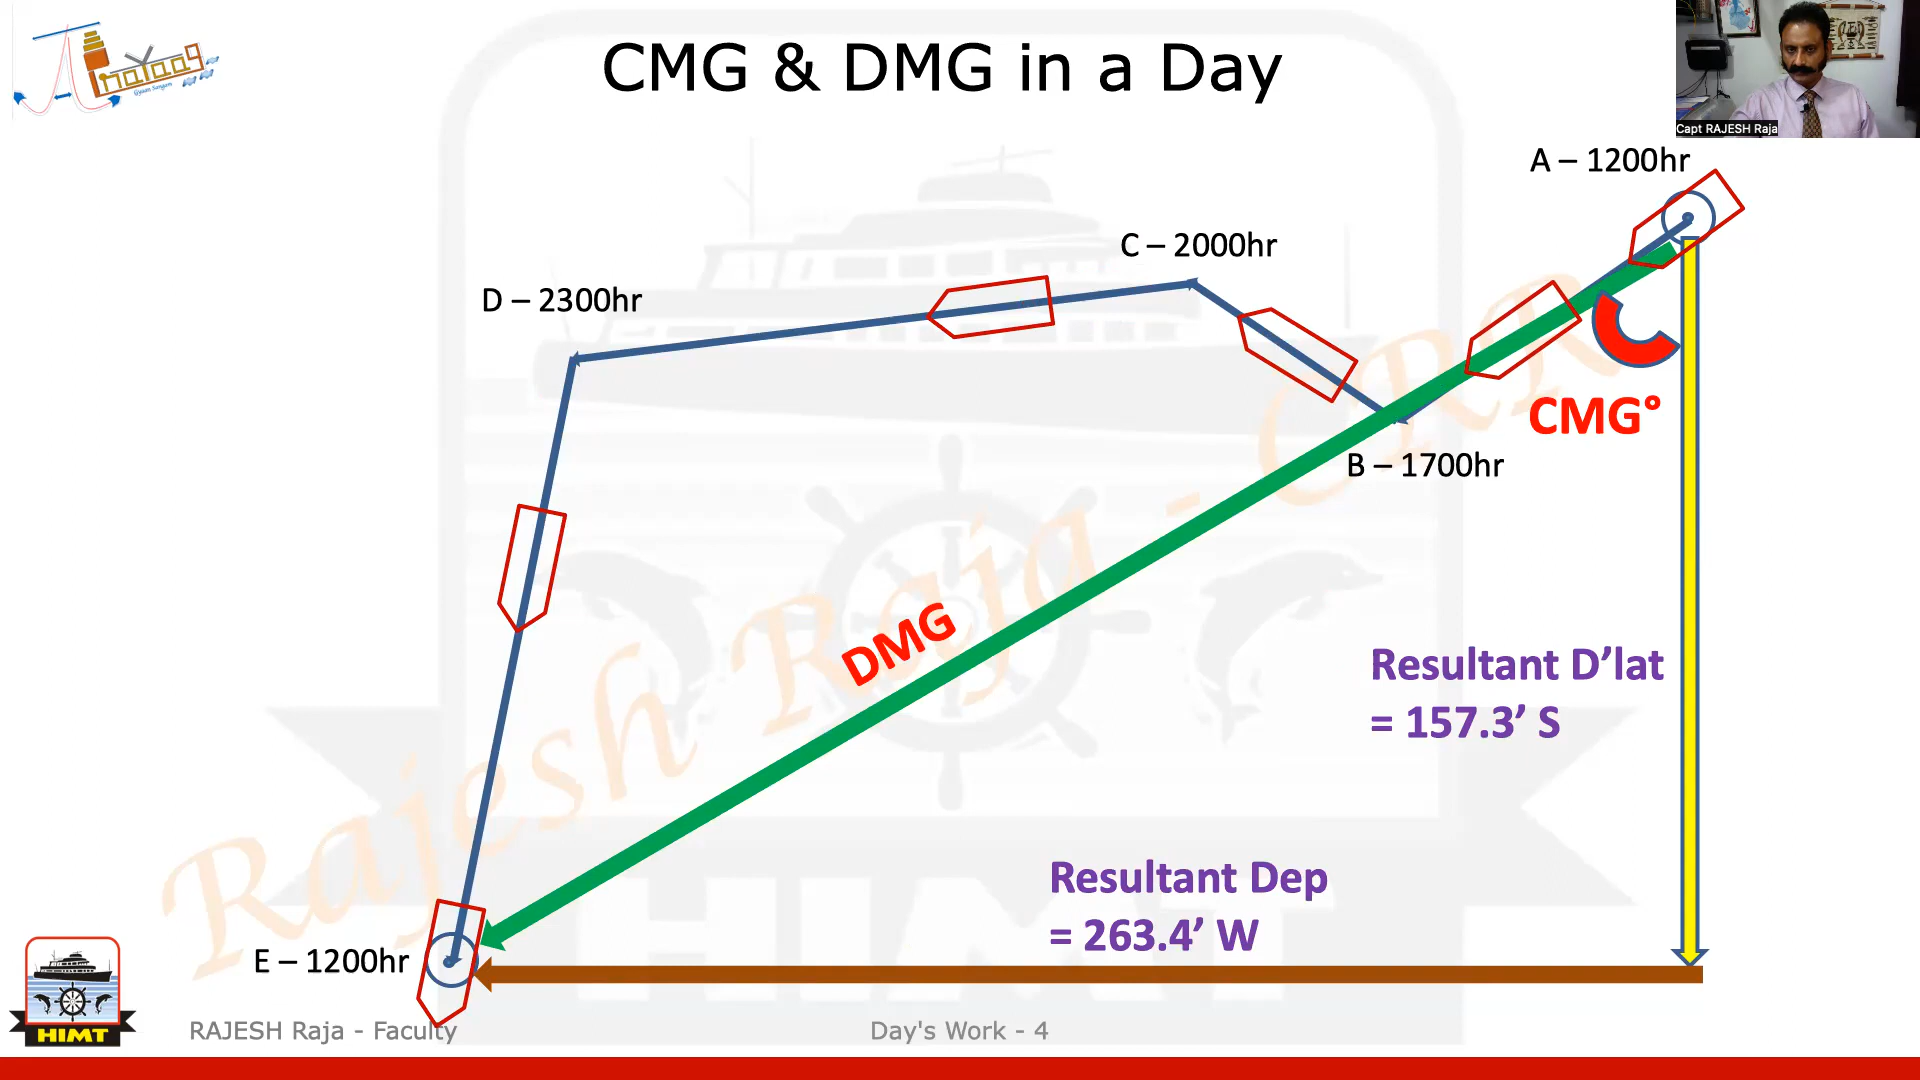 CMG & DMG in a Day
Capt RAJESH Raja
A – 1200hr
C – 2000hr
D – 2300hr
CMG°
B – 1700hr
DMG
Resultant D’lat
= 157.3’ S
Resultant Dep
= 263.4’ W
E – 1200hr
Rajesh Raja - CRR
HIMT
HIMT
RAJESH Raja - Faculty
Day's Work - 4